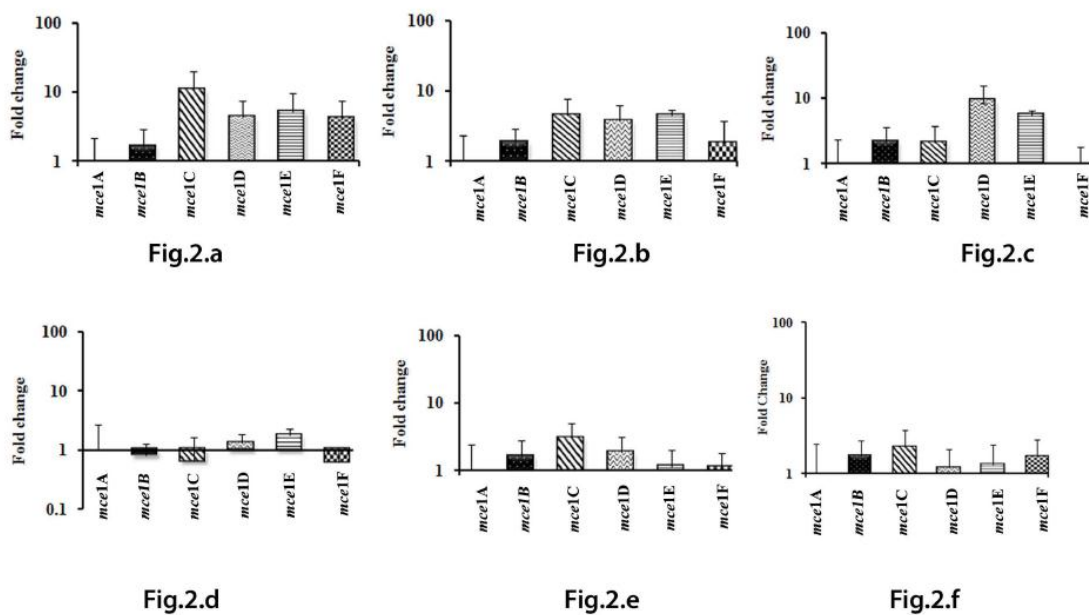 100
10
1
Fold change
mce1A
mce1B
mce1C
mce1D
mce1E
mce1F
Fig.2.a
100
10
1
Fold change
mce1A
mce1B
mce1C
mce1D
mce1E
mce1F
Fig.2.b
100
10
1
Fold change
mce1A
mce1B
mce1C
mce1D
mce1E
mce1F
Fig.2.c
100
10
1
0.1
Fold change
mce1A
mce1B
mce1C
mce1D
mce1E
mce1F
Fig.2.d
100
10
1
Fold change
mce1A
mce1B
mce1C
mce1D
mce1E
mce1F
Fig.2.e
100
10
1
Fold Change
mce1A
mce1B
mce1C
mce1D
mce1E
mce1F
Fig.2.f